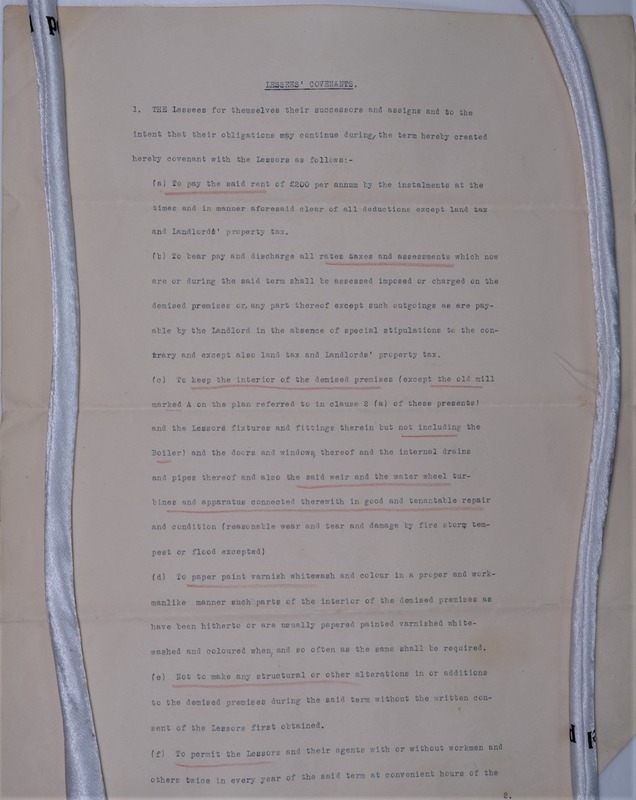 LESSEES' COVENANTS.
1. THE Lessees for themselves their successors and assigns and to the
intent that their obligations may continue during the term hereby created
hereby covenant with the Lessors as follows:-
(a) To pay the said rent of £200 per annum by the instalments at the
times and in manner aforesaid clear of all deductions except land tax
and Landlords' property tax.
(b) To bear pay and discharge all rates taxes and assessments which now
are or during the said term shall be assessed imposed or charged on the
demised premises or any part thereof except such outgoings as are pay-
able by the Landlord in the absence of special stipulations to the con-
trary and except also land tax and Landlords' property tax.
(c) To keep the interior of the demised premises (except the old mill
marked A on the plan referred to in clause 2 (a) of these presents)
and the Lessors fixtures and fittings therein but not including the
Boiler) and the doors and windows thereof and the internal drains
and pipes thereof and also the said weir and the water wheel tur-
bines and apparatus connected therewith in good and tenantable repair
and condition (reasonable wear and tear and damage by fire storm tem-
pest or flood excepted)
(d) To paper paint varnish whitewash and colour in a proper and work-
manlike manner such parts of the interior of the demised premises as
have been hitherto or are usually papered painted varnished white-
washed and coloured when and so often as the same shall be required.
(e) Not to make any structural or other alterations in or additions
to the demised premises during the said term without the written con-
sent of the Lessors first obtained.
(f) To permit the Lessors and their agents with or without workmen and
others twice in every year of the said term at convenient hours of the
2.